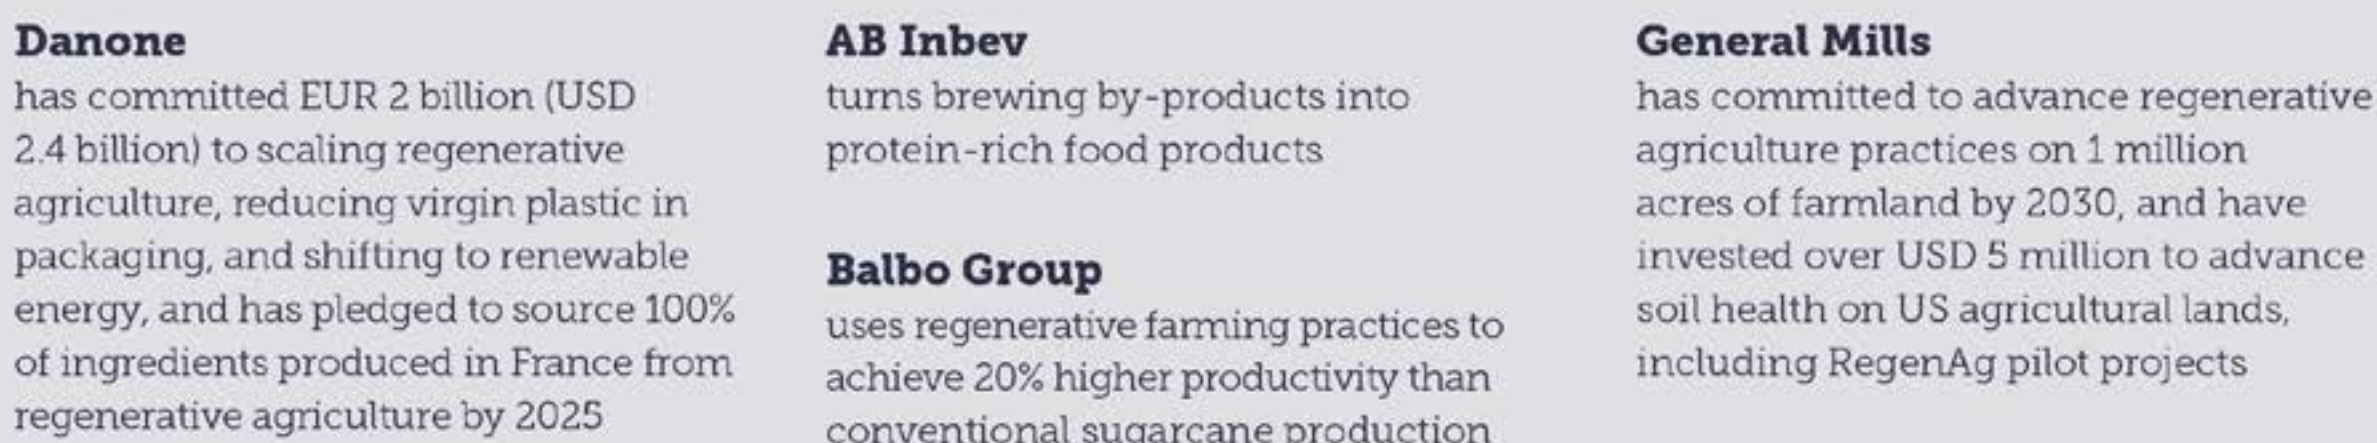 Danone
has committed EUR 2 billion (USD
2.4 billion) to scaling regenerative
agriculture, reducing virgin plastic in
packaging, and shifting to renewable
energy, and has pledged to source 100%
of ingredients produced in France from
regenerative agriculture by 2025
AB Inbev
turns brewing by-products into
protein-rich food products
Balbo Group
uses regenerative farming practices to
achieve 20% higher productivity than
conventional sugarcane production
General Mills
has committed to advance regenerative
agriculture practices on 1 million
acres of farmland by 2030, and have
invested over USD 5 million to advance
soil health on US agricultural lands,
including RegenAg pilot projects